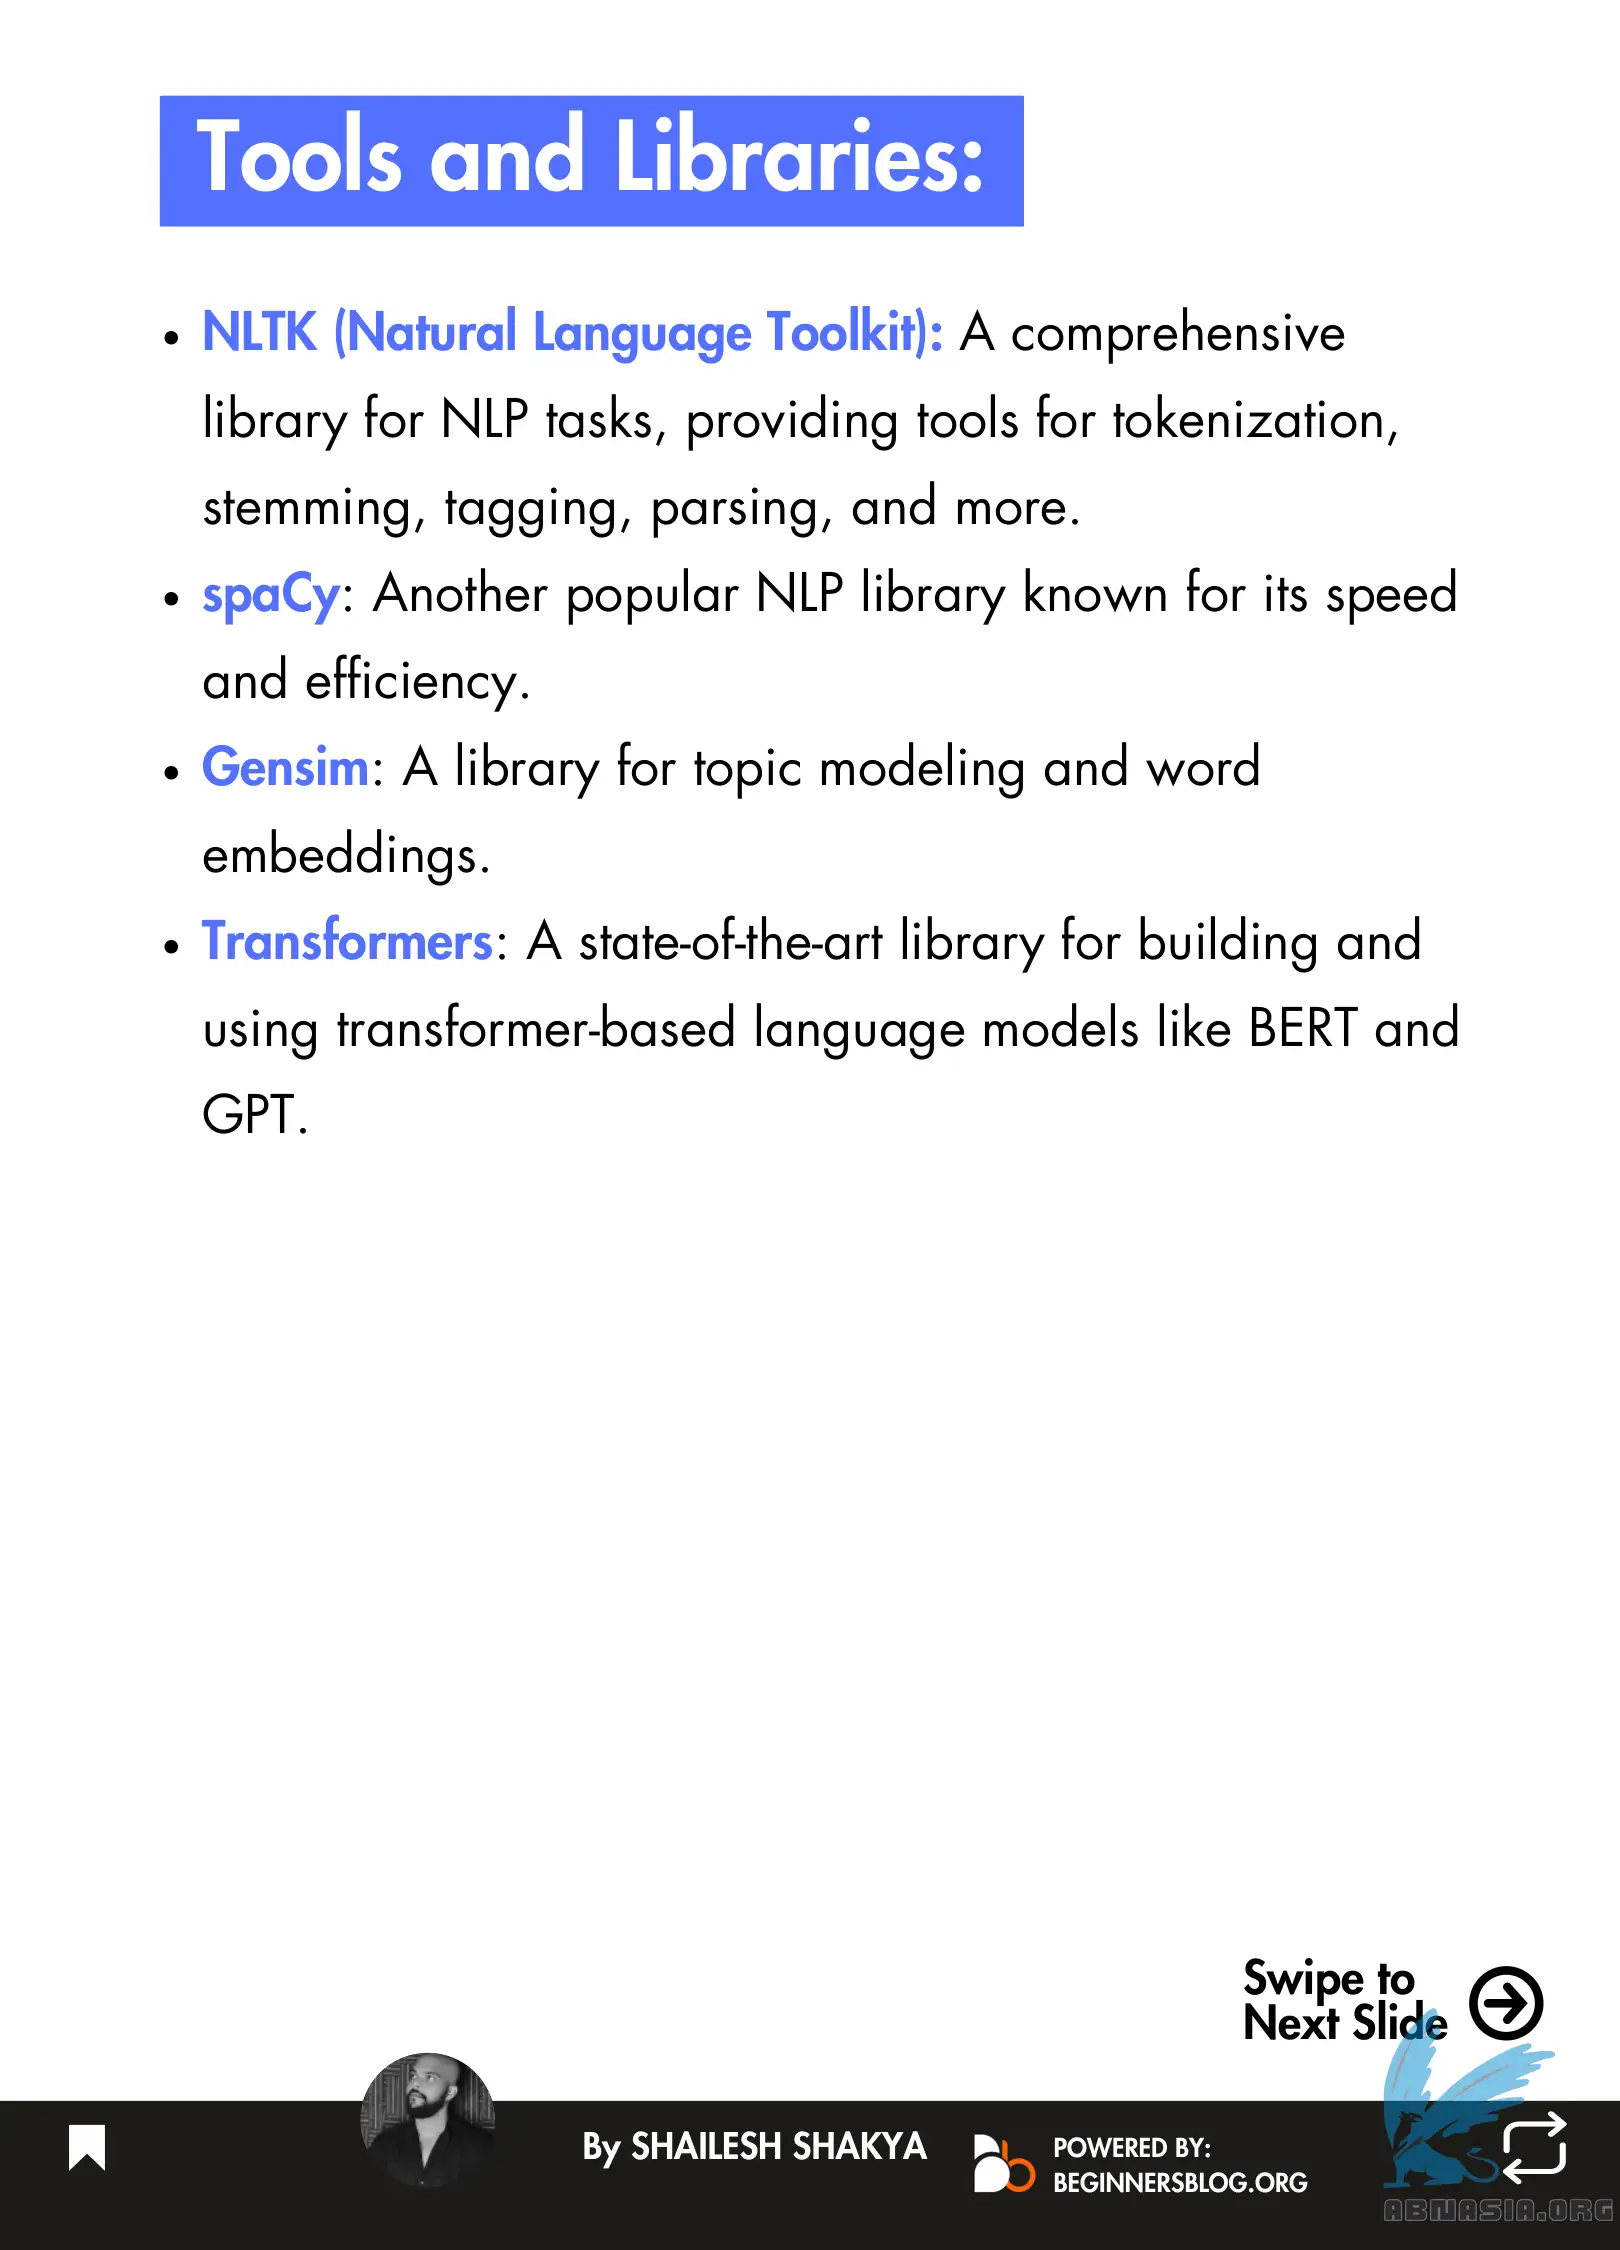 Tools and Libraries:
• NLTK (Natural Language Toolkit): A comprehensive
library for NLP tasks, providing tools for tokenization,
stemming, tagging, parsing, and more.
• spaCy: Another popular NLP library known for its speed
and efficiency.
• Gensim: A library for topic modeling and word
embeddings.
• Transformers: A state-of-the-art library for building and
using transformer-based language models like BERT and
GPT.
Swipe to
Next Slide
By SHAILESH SHAKYA
POWERED BY:
BEGINNERSBLOG.ORG
ABNASIA.ORG